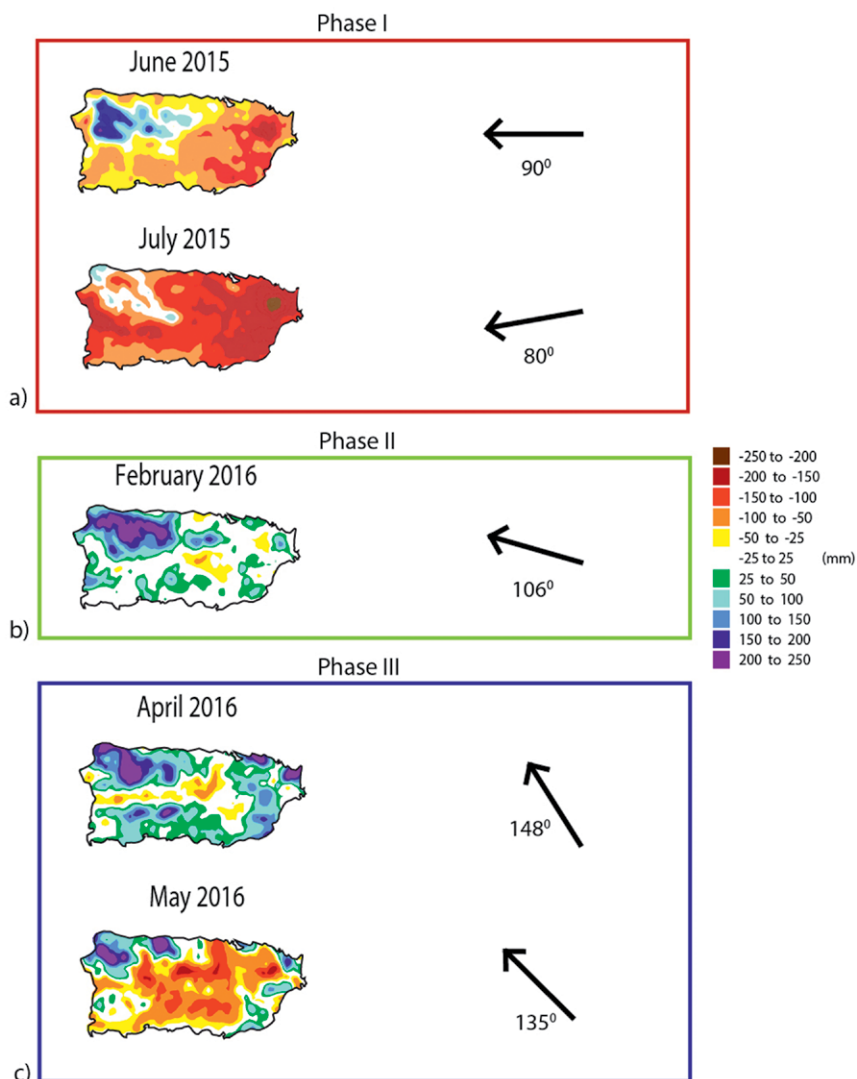 Phase I
June 2015
90⁰
July 2015
80⁰
a)
Phase II
February 2016
106⁰
b)
-250 to -200
-200 to -150
-150 to -100
-100 to -50
-50 to -25
-25 to 25 (mm)
25 to 50
50 to 100
100 to 150
150 to 200
200 to 250
Phase III
April 2016
148⁰
May 2016
135⁰
c)